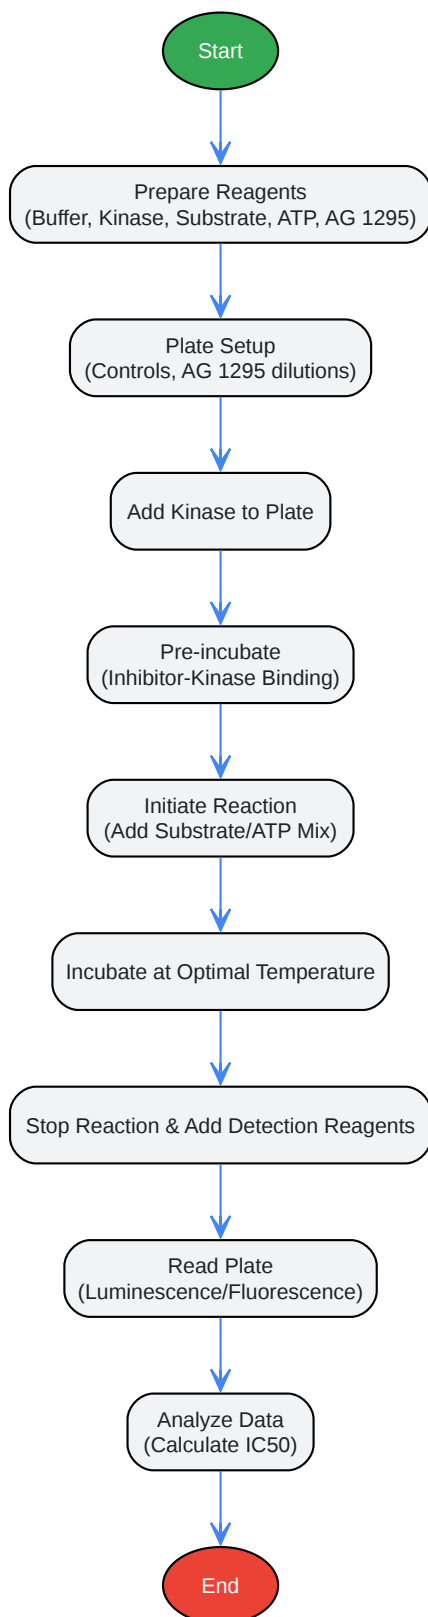 Start
Prepare Reagents
(Buffer, Kinase, Substrate, ATP, AG 1295)
Plate Setup
(Controls, AG 1295 dilutions)
Add Kinase to Plate
Pre-incubate
(Inhibitor-Kinase Binding)
Initiate Reaction
(Add Substrate/ATP Mix)
Incubate at Optimal Temperature
Stop Reaction & Add Detection Reagents
Read Plate
(Luminescence/Fluorescence)
Analyze Data
(Calculate IC50)
End